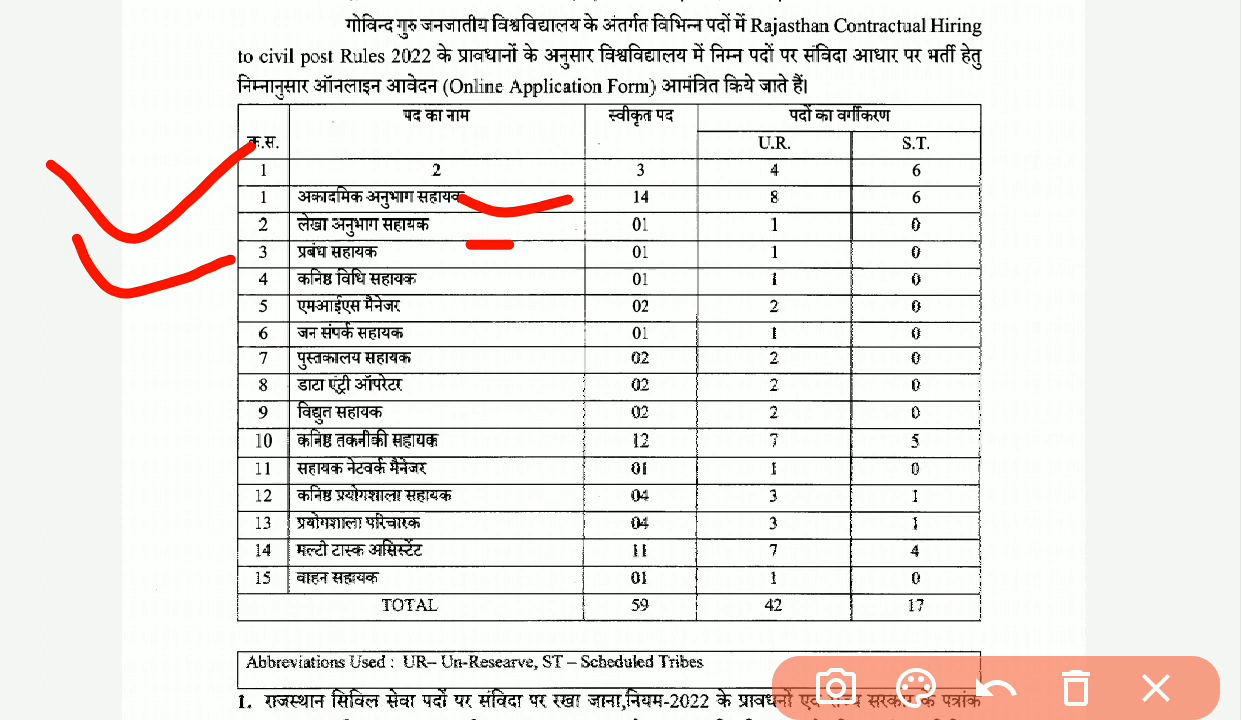 गोविन्द गुरु जनजातीय विश्वविद्यालय के अंतर्गत विभिन्न पदों में Rajasthan Contractual Hiring
to civil post Rules 2022 के प्रावधानों के अनुसार विश्वविद्यालय में निम्न पदों पर संविदा आधार पर भर्ती हेतु
निम्नानुसार ऑनलाइन आवेदन (Online Application Form) आमंत्रित किये जाते हैं।
क.स. पद का नाम स्वीकृत पद पदों का वर्गीकरण
U.R. S.T.
1 2 3 4 6
1 अकादमिक अनुभाग सहायक 14 8 6
2 लेखा अनुभाग सहायक 01 1 0
3 प्रबंध सहायक 01 1 0
4 कनिष्ठ विधि सहायक 01 1 0
5 एमआईएस मैनेजर 02 2 0
6 जन संपर्क सहायक 01 1 0
7 पुस्तकालय सहायक 02 2 0
8 डाटा एंट्री ऑपरेटर 02 2 0
9 विद्युत सहायक 02 2 0
10 कनिष्ठ तकनीकी सहायक 12 7 5
11 सहायक नेटवर्क मैनेजर 01 1 0
12 कनिष्ठ प्रयोगशाला सहायक 04 3 1
13 प्रयोगशाला परिचारक 04 3 1
14 मल्टी टास्क असिस्टेंट 11 7 4
15 वाहन सहायक 01 1 0
TOTAL 59 42 17
Abbreviations Used : UR– Un-Researve, ST – Scheduled Tribes
1. राजस्थान सिविल सेवा पदों पर संविदा पर रखा जाना,नियम-2022 के प्रावधनों एवं राज्य सरकार के पत्रांक